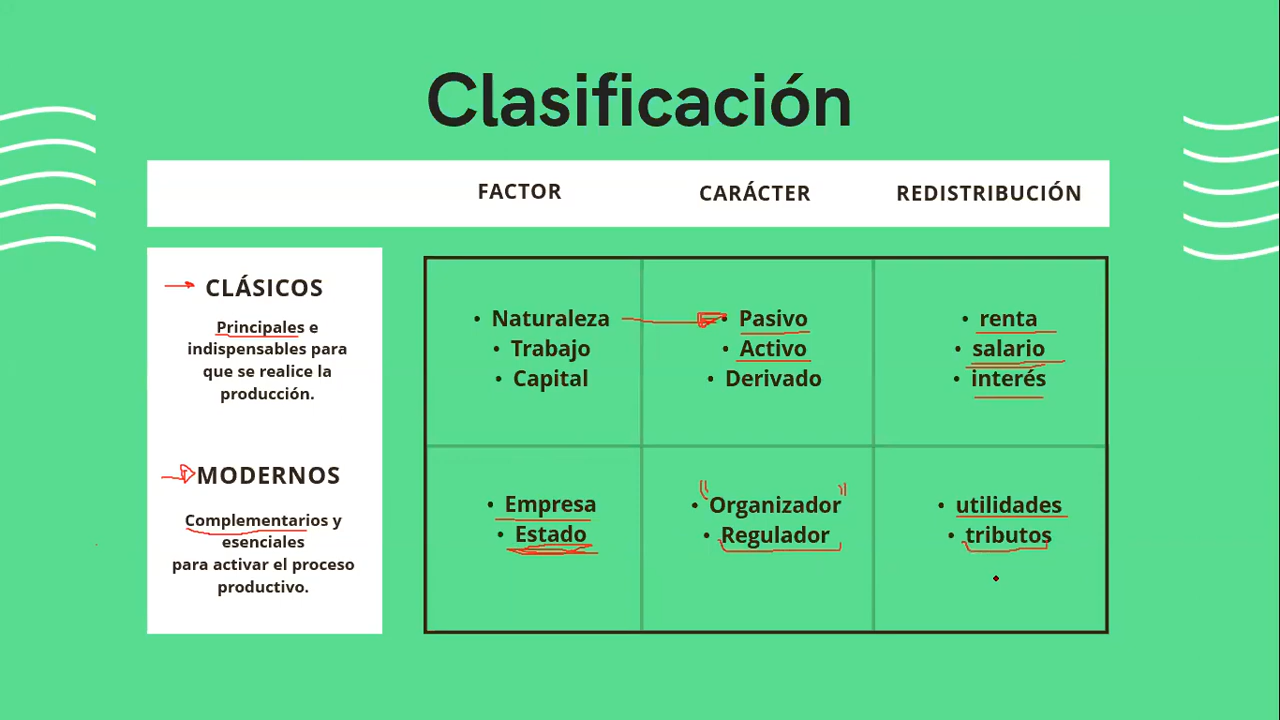 Clasificación
FACTOR CARÁCTER REDISTRIBUCIÓN
CLÁSICOS
Principales e
indispensables para
que se realice la
producción.
• Naturaleza
• Trabajo
• Capital
• Pasivo
• Activo
• Derivado
• renta
• salario
• interés
MODERNOS
Complementarios y
esenciales
para activar el proceso
productivo.
• Empresa
• Estado
• Organizador
• Regulador
• utilidades
• tributos